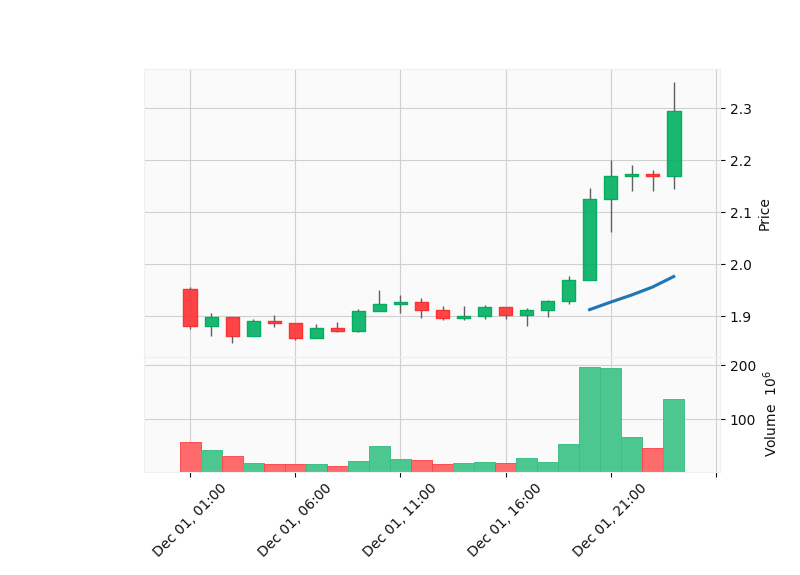 2.3
2.2
2.1
2.0
1.9
Price
200
100
Volume 10^6
Dec 01, 01:00
Dec 01, 06:00
Dec 01, 11:00
Dec 01, 16:00
Dec 01, 21:00